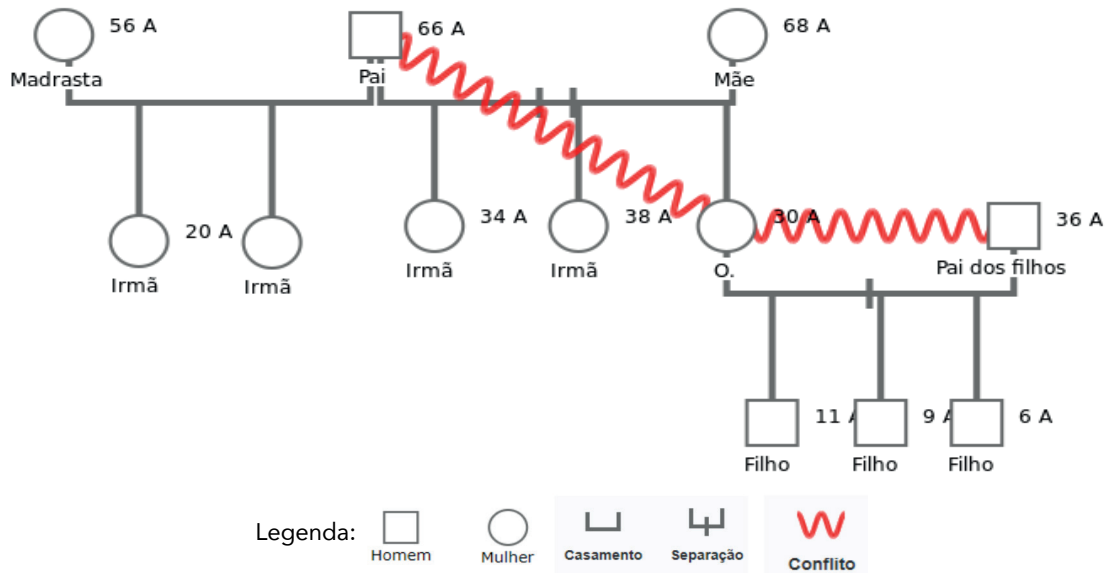 56 A
66 A
68 A
Madrasta
Pai
Mãe
20 A
34 A
38 A
30 A
36 A
Irmã
Irmã
Irmã
Irmã
O.
Pai dos filhos
11 A
9 A
6 A
Filho
Filho
Filho
Legenda:
Homem
Mulher
Casamento
Separação
Conflito